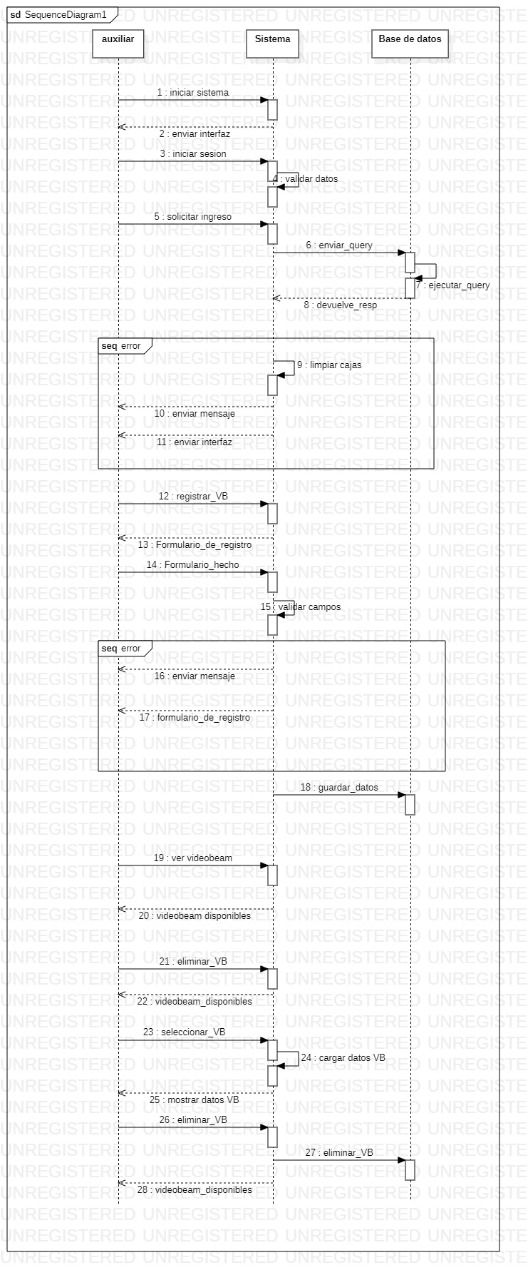 sd SequenceDiagram1
auxiliar
Sistema
Base de datos
1 : iniciar sistema
2 : enviar interfaz
3 : iniciar sesion
4 : validar datos
5 : solicitar ingreso
6 : enviar_query
7 : ejecutar_query
8 : devuelve_resp
seq error
9 : limpiar cajas
10 : enviar mensaje
11 : enviar interfaz
12 : registrar_VB
13 : Formulario_de_registro
14 : Formulario_hecho
15 : validar campos
seq error
16 : enviar mensaje
17 : formulario_de_registro
18 : guardar_datos
19 : ver videobeam
20 : videobeam disponibles
21 : eliminar_VB
22 : videobeam_disponibles
23 : seleccionar_VB
24 : cargar datos VB
25 : mostrar datos VB
26 : eliminar_VB
27 : eliminar_VB
28 : videobeam_disponibles
UNREGISTERED